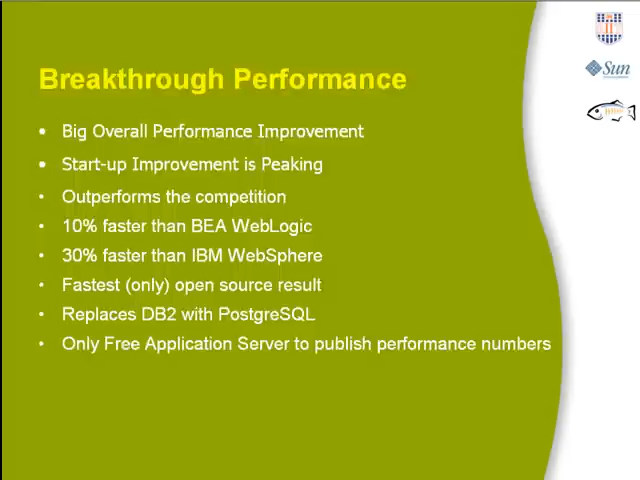 Breakthrough Performance
• Big Overall Performance Improvement
• Start-up Improvement is Peaking
• Outperforms the competition
• 10% faster than BEA WebLogic
• 30% faster than IBM WebSphere
• Fastest (only) open source result
• Replaces DB2 with PostgreSQL
• Only Free Application Server to publish performance numbers
Sun